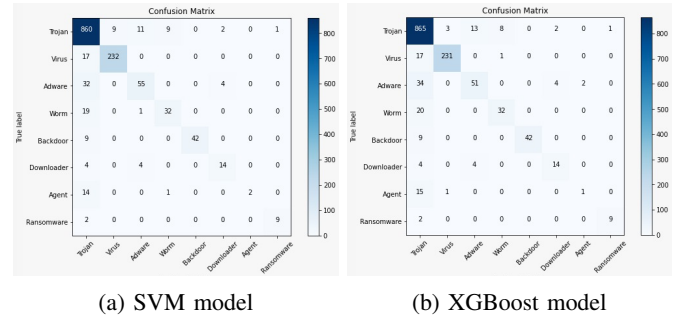 Confusion Matrix
True label
Trojan 860 9 11 9 0 2 0 1
Virus 17 232 0 0 0 0 0 0
Adware 32 0 55 0 0 4 0 0
Worm 19 0 1 32 0 0 0 0
Backdoor 9 0 0 0 42 0 0 0
Downloader 4 0 4 0 0 14 0 0
Agent 14 0 0 1 0 0 2 0
Ransomware 2 0 0 0 0 0 0 9
Trojan Virus Adware Worm Backdoor Downloader Agent Ransomware
800
700
600
500
400
300
200
100
0
(a) SVM model
Confusion Matrix
True label
Trojan 865 3 13 8 0 2 0 1
Virus 17 231 0 1 0 0 0 0
Adware 34 0 51 0 0 4 2 0
Worm 20 0 0 32 0 0 0 0
Backdoor 9 0 0 0 42 0 0 0
Downloader 4 0 4 0 0 14 0 0
Agent 15 1 0 0 0 0 1 0
Ransomware 2 0 0 0 0 0 0 9
Trojan Virus Adware Worm Backdoor Downloader Agent Ransomware
800
700
600
500
400
300
200
100
0
(b) XGBoost model